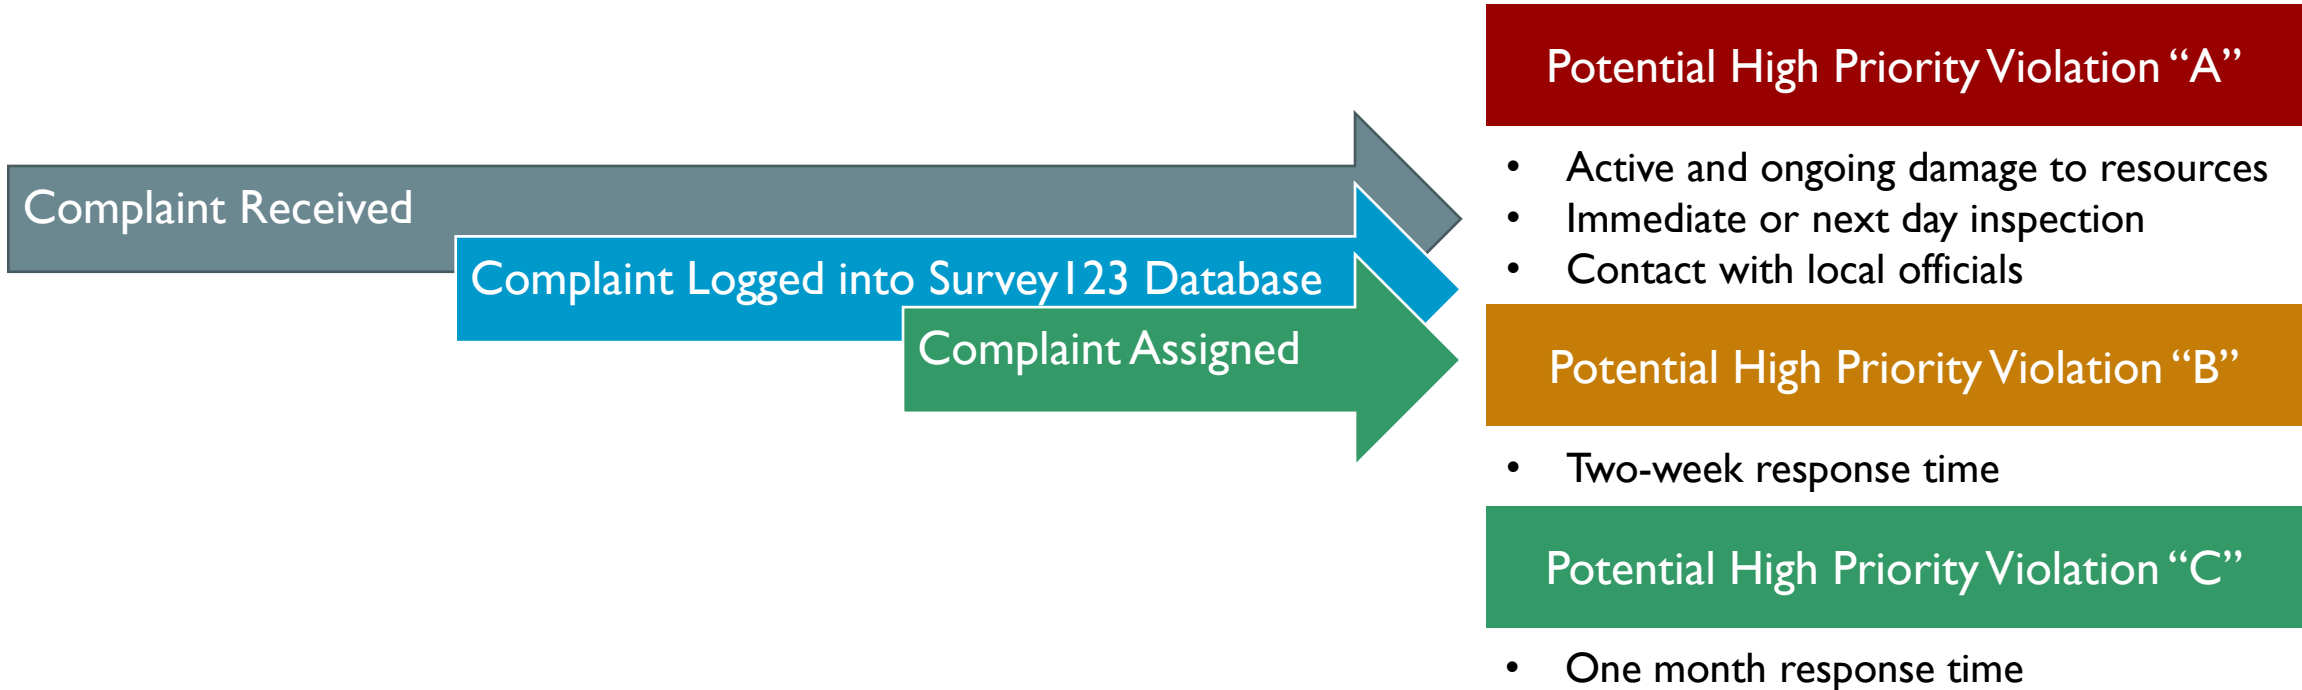 Complaint Received
Complaint Logged into Survey123 Database
Complaint Assigned
Potential High Priority Violation “A”
• Active and ongoing damage to resources
• Immediate or next day inspection
• Contact with local officials
Potential High Priority Violation “B”
• Two-week response time
Potential High Priority Violation “C”
• One month response time